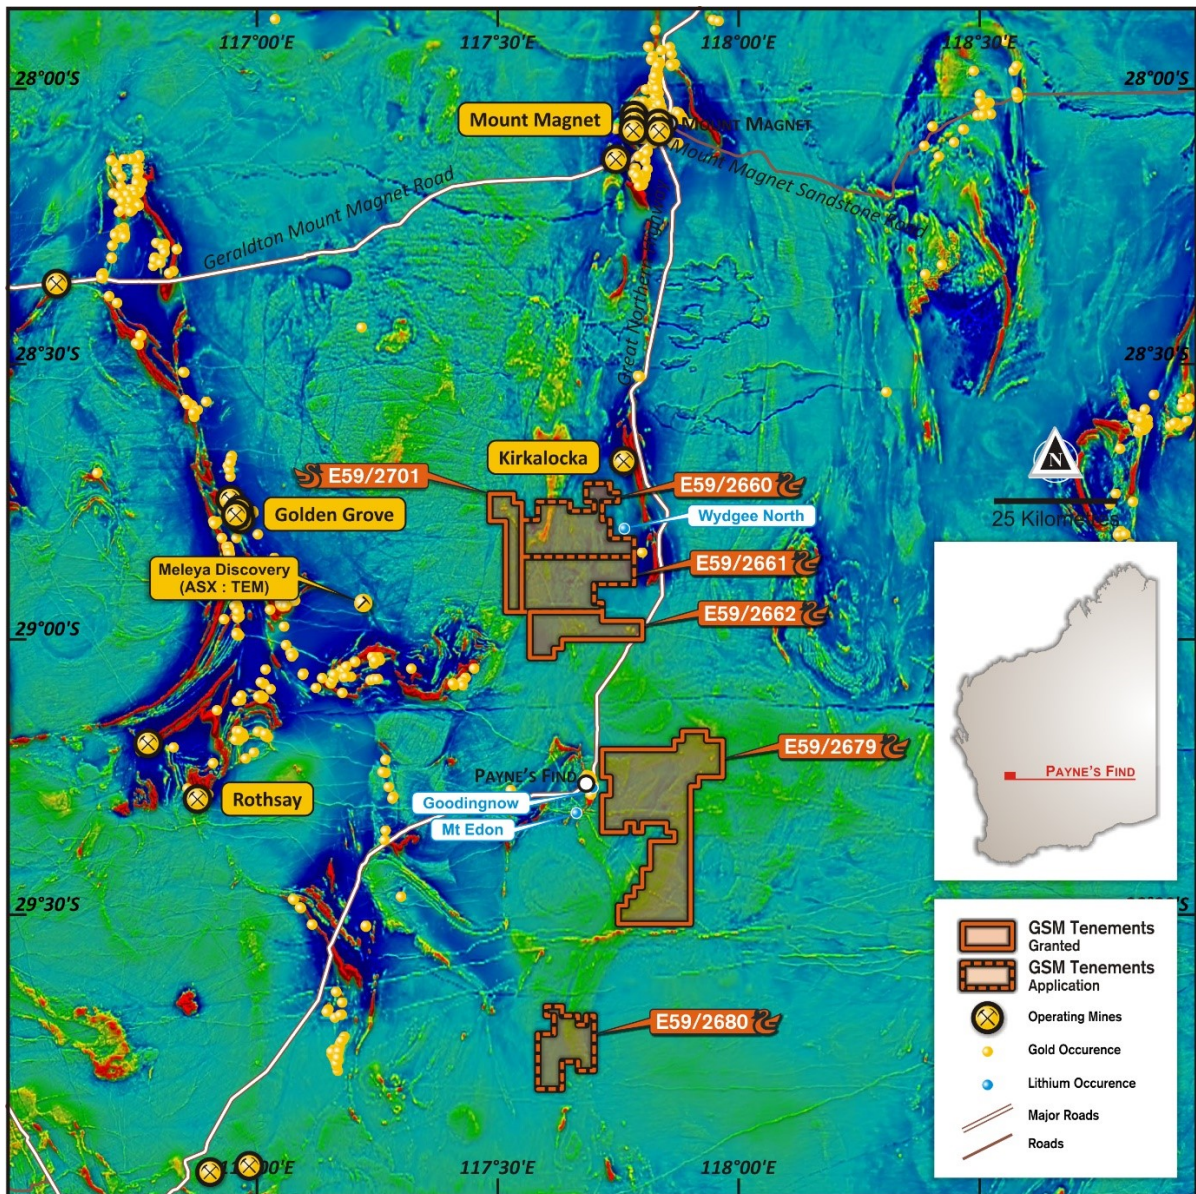 117°00'E
117°30'E
118°00'E
118°30'E
28°00'S
28°00'S
Mount Magnet
MOUNT MAGNET
Mount Magnet Sandstone Road
Geraldton Mount Magnet Road
Great Northern Highway
28°30'S
28°30'S
Kirkalocka
E59/2701
E59/2660
Wydgee North
Golden Grove
N
25 Kilometres
Meleya Discovery
(ASX : TEM)
E59/2661
E59/2662
29°00'S
E59/2679
PAYNE'S FIND
PAYNE'S FIND
Goodingnow
Rothsay
Mt Edon
29°30'S
GSM Tenements
Granted
GSM Tenements
Application
Operating Mines
Gold Occurence
Lithium Occurence
Major Roads
Roads
E59/2680
117°30'E
118°00'E